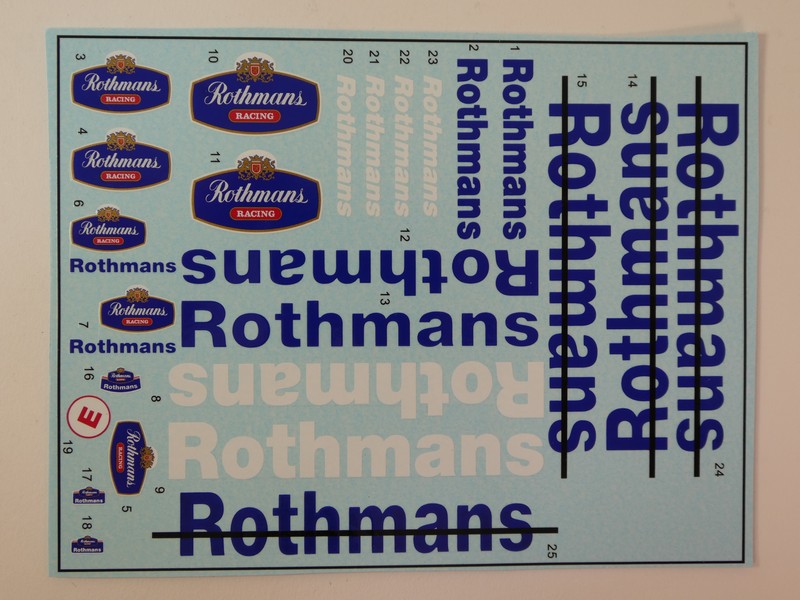 3
Rothmans
RACING
10
Rothmans
RACING
20
Rothmans
21
Rothmans
22
Rothmans
23
Rothmans
2
Rothmans
1
Rothmans
15
Rothmans
14
Rothmans
Rothmans
24
4
Rothmans
RACING
11
Rothmans
RACING
6
Rothmans
RACING
Rothmans
12
Rothmans
13
Rothmans
7
Rothmans
RACING
Rothmans
16
Rothmans
8
Rothmans
E
19
Rothmans
RACING
5
9
Rothmans
17
Rothmans
18
Rothmans
Rothmans
25